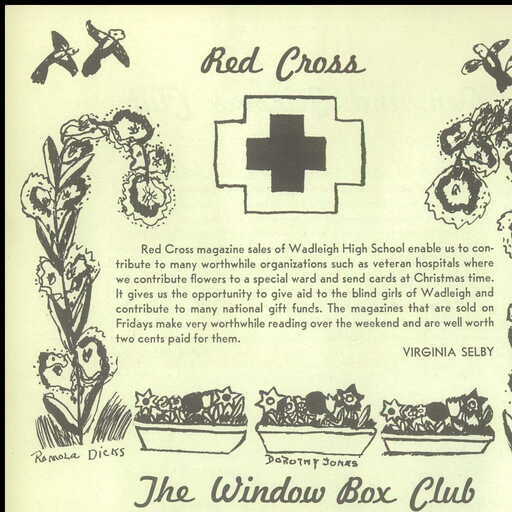 Red Cross
Red Cross magazine sales of Wadleigh High School enable us to con-
tribute to many worthwhile organizations such as veteran hospitals where
we contribute flowers to a special ward and send cards at Christmas time.
It gives us the opportunity to give aid to the blind girls of Wadleigh and
contribute to many national gift funds. The magazines that are sold on
Fridays make very worthwhile reading over the weekend and are well worth
two cents paid for them.
VIRGINIA SELBY
Ramona Dicks
DOROTHY JONES
The Window Box Club